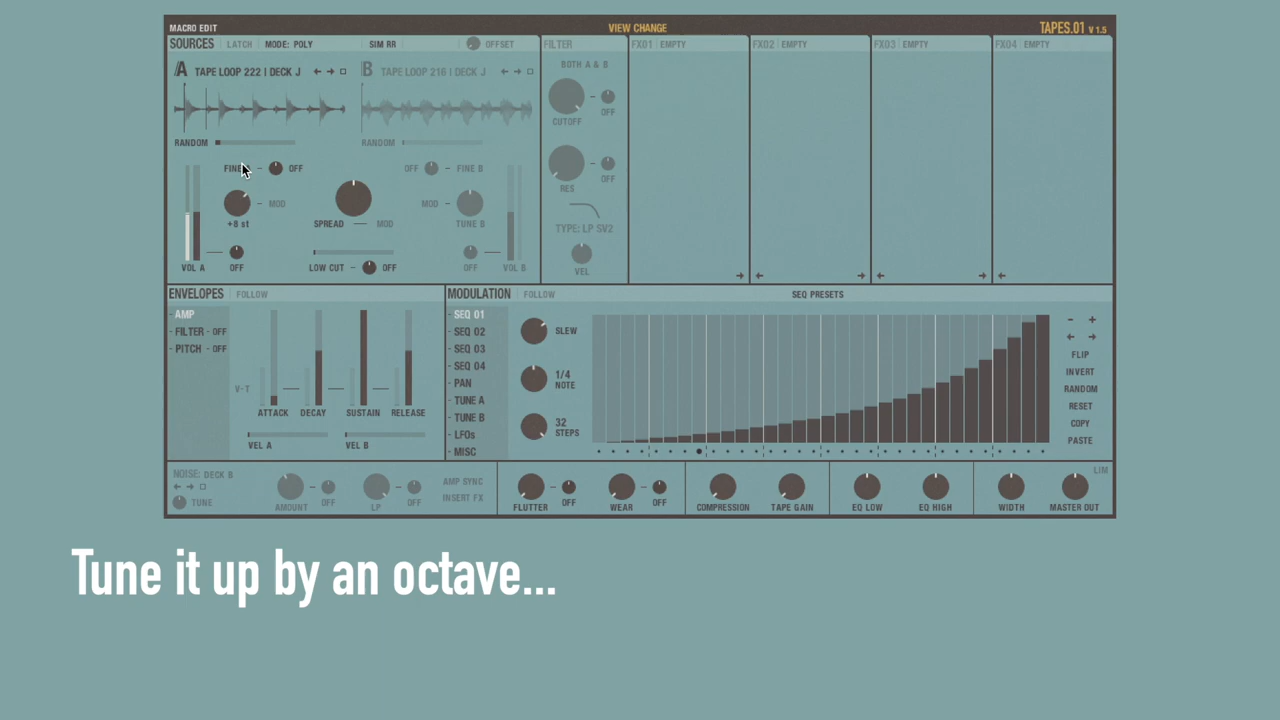 MACRO EDIT
VIEW CHANGE
TAPES.01 V 1.5
SOURCES LATCH MODE: POLY SIM RR OFFSET
FILTER
FX01 EMPTY
FX02 EMPTY
FX03 EMPTY
FX04 EMPTY
A TAPE LOOP 222 | DECK J
B TAPE LOOP 216 | DECK J
BOTH A & B
OFF
CUTOFF
RANDOM
RANDOM
OFF
RES
FINE OFF
OFF FINE B
MOD
MOD
+8 st
SPREAD MOD
TUNE B
TYPE: LP SV2
VOL A OFF
LOW CUT OFF
OFF VOL B
VEL
ENVELOPES FOLLOW
AMP
FILTER - OFF
PITCH - OFF
V-T
ATTACK DECAY SUSTAIN RELEASE
VEL A VEL B
MODULATION FOLLOW SEQ PRESETS
SEQ 01
SEQ 02
SEQ 03
SEQ 04
PAN
TUNE A
TUNE B
LFOs
MISC
SLEW
1/4
NOTE
32
STEPS
- +
FLIP
INVERT
RANDOM
RESET
COPY
PASTE
NOISE: DECK B
TUNE
AMOUNT OFF
LP OFF
AMP SYNC
INSERT FX
FLUTTER OFF
WEAR OFF
COMPRESSION TAPE GAIN
EQ LOW EQ HIGH
LIM
WIDTH MASTER OUT
Tune it up by an octave...